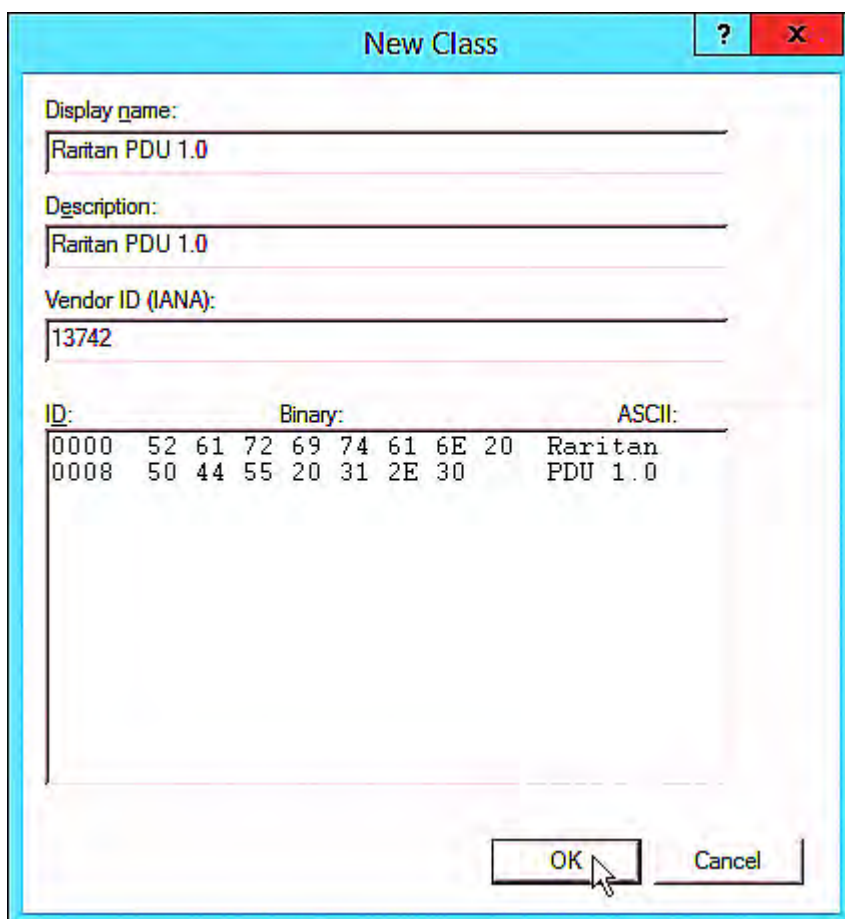 New Class
?
x
Display name:
Raritan PDU 1.0
Description:
Raritan PDU 1.0
Vendor ID (IANA):
13742
ID: Binary: ASCII:
0000 52 61 72 69 74 61 6E 20 Raritan
0008 50 44 55 20 31 2E 30 PDU 1.0
OK
Cancel